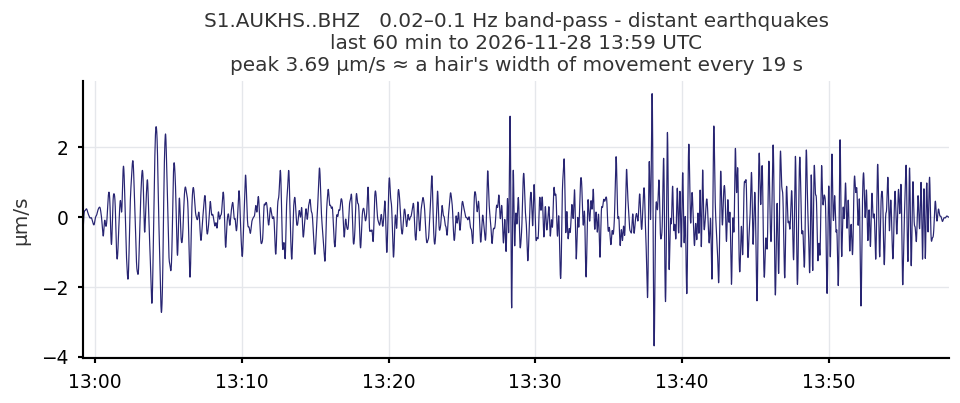 S1.AUKHS..BHZ   0.02–0.1 Hz band-pass - distant earthquakes
last 60 min to 2026-11-28 13:59 UTC
peak 3.69 µm/s ≈ a hair's width of movement every 19 s
µm/s
2
0
−2
−4
13:00 13:10 13:20 13:30 13:40 13:50